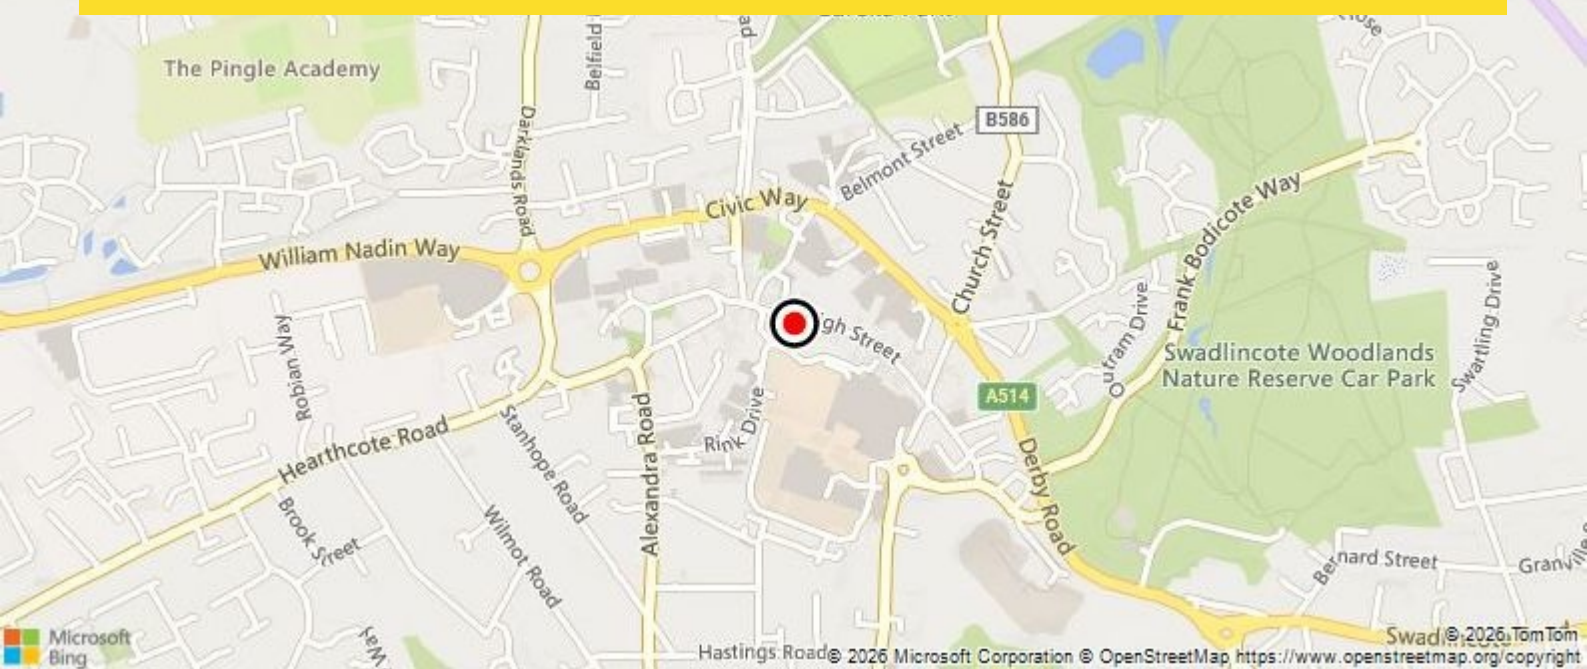 The Pingle Academy
Belfield
B586
Darklands Road
Belmont Street
Civic Way
William Nadin Way
Church Street
Frank Bodicote Way
Robian Way
gh Street
Outram Drive
Swartling Drive
Swadlincote Woodlands
Nature Reserve Car Park
A514
Rink Drive
Hearthcote Road
Stanhope Road
Alexandra Road
Derby Road
Brook Street
Wilmot Road
Bernard Street
Way
Microsoft
Bing
Hastings Road
© 2026 TomTom
© 2026 Microsoft Corporation © OpenStreetMap https://www.openstreetmap.org/copyright